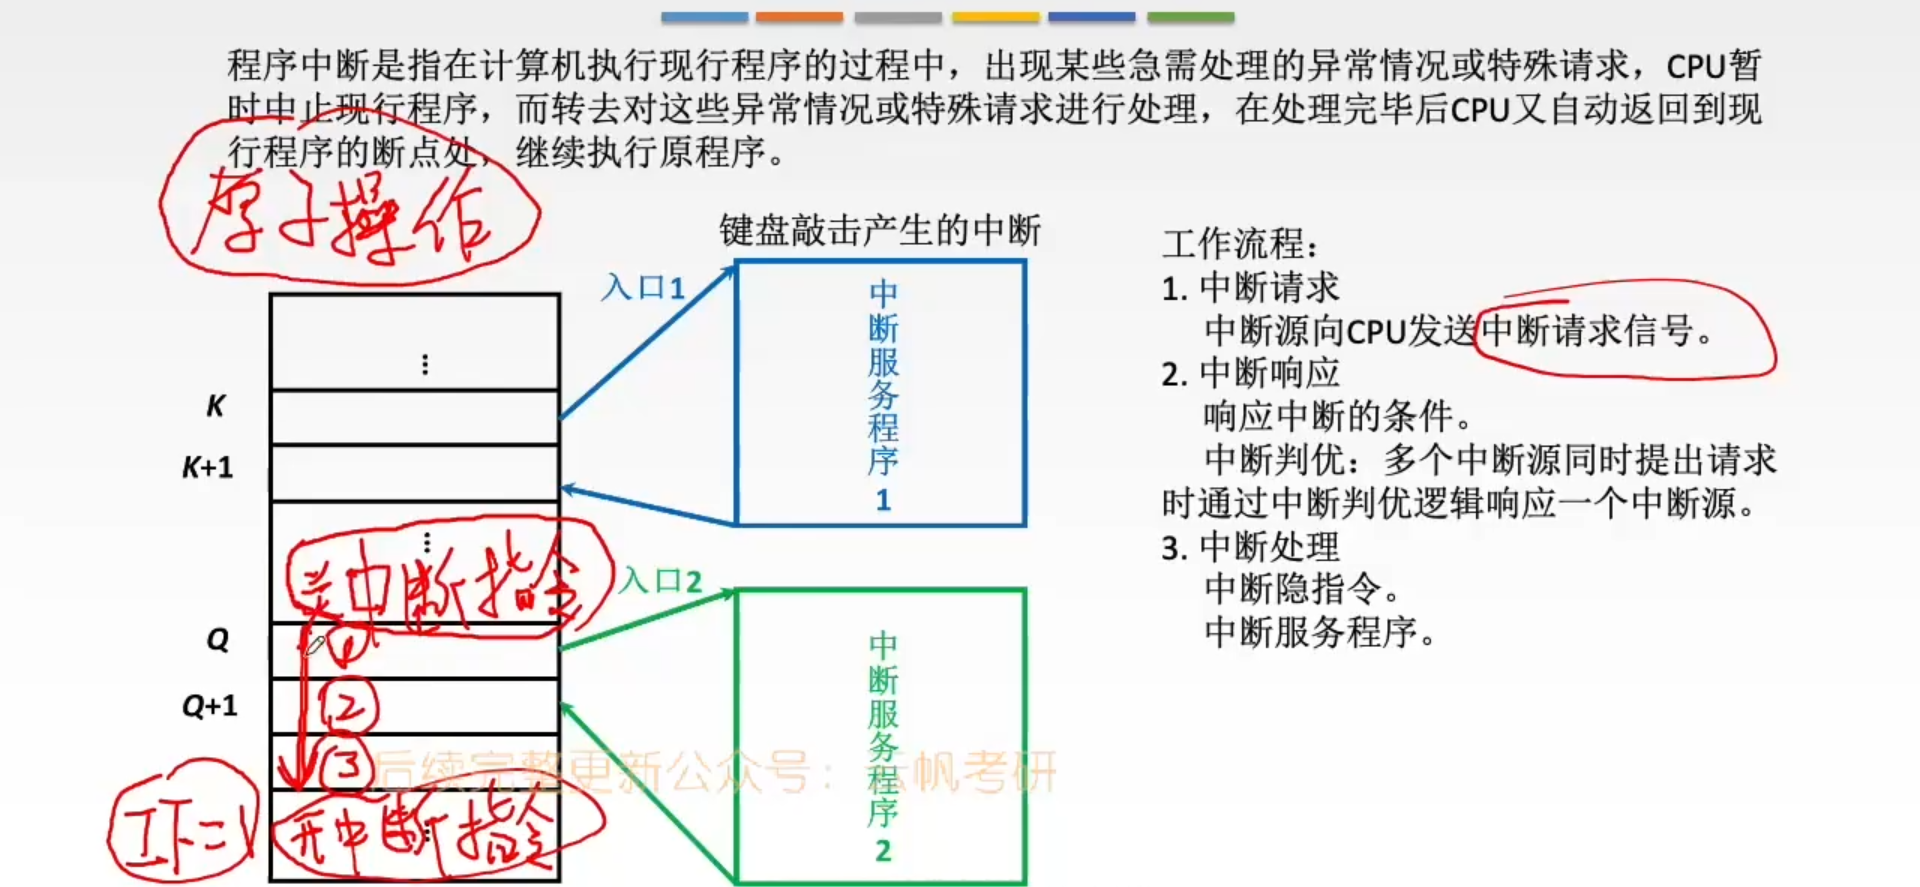 程序中断是指在计算机执行现行程序的过程中，出现某些急需处理的异常情况或特殊请求，CPU暂
时中止现行程序，而转去对这些异常情况或特殊请求进行处理，在处理完毕后CPU又自动返回到现
行程序的断点处，继续执行原程序。
原子操作
键盘敲击产生的中断
入口1
中断服务程序1
⋮
K
K+1
⋮
关中断指令
入口2
Q
①
Q+1
②
③
中断服务程序2
后续完整更新公众号：云帆考研
IF=1
开中断指令
⋮
工作流程：
1. 中断请求
中断源向CPU发送中断请求信号。
2. 中断响应
响应中断的条件。
中断判优：多个中断源同时提出请求
时通过中断判优逻辑响应一个中断源。
3. 中断处理
中断隐指令。
中断服务程序。